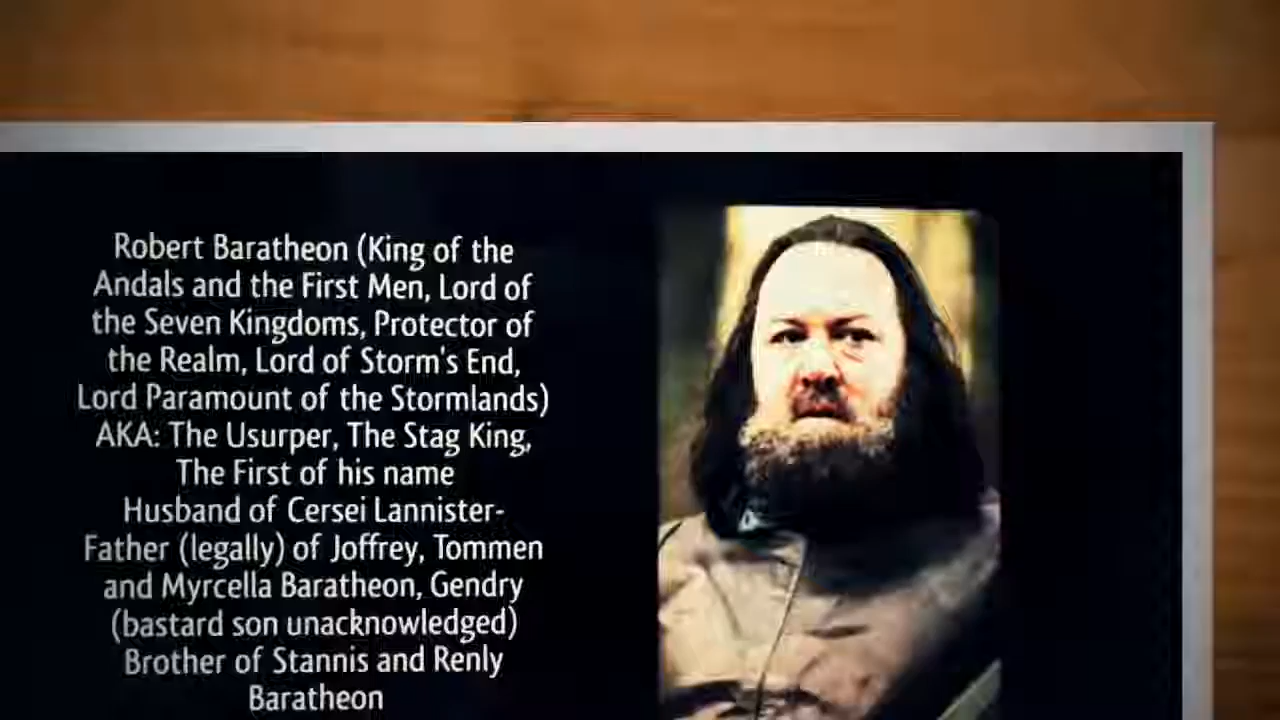 Robert Baratheon (King of the
Andals and the First Men, Lord of
the Seven Kingdoms, Protector of
the Realm, Lord of Storm's End,
Lord Paramount of the Stormlands)
AKA: The Usurper, The Stag King,
The First of his name
Husband of Cersei Lannister-
Father (legally) of Joffrey, Tommen
and Myrcella Baratheon, Gendry
(bastard son unacknowledged)
Brother of Stannis and Renly
Baratheon